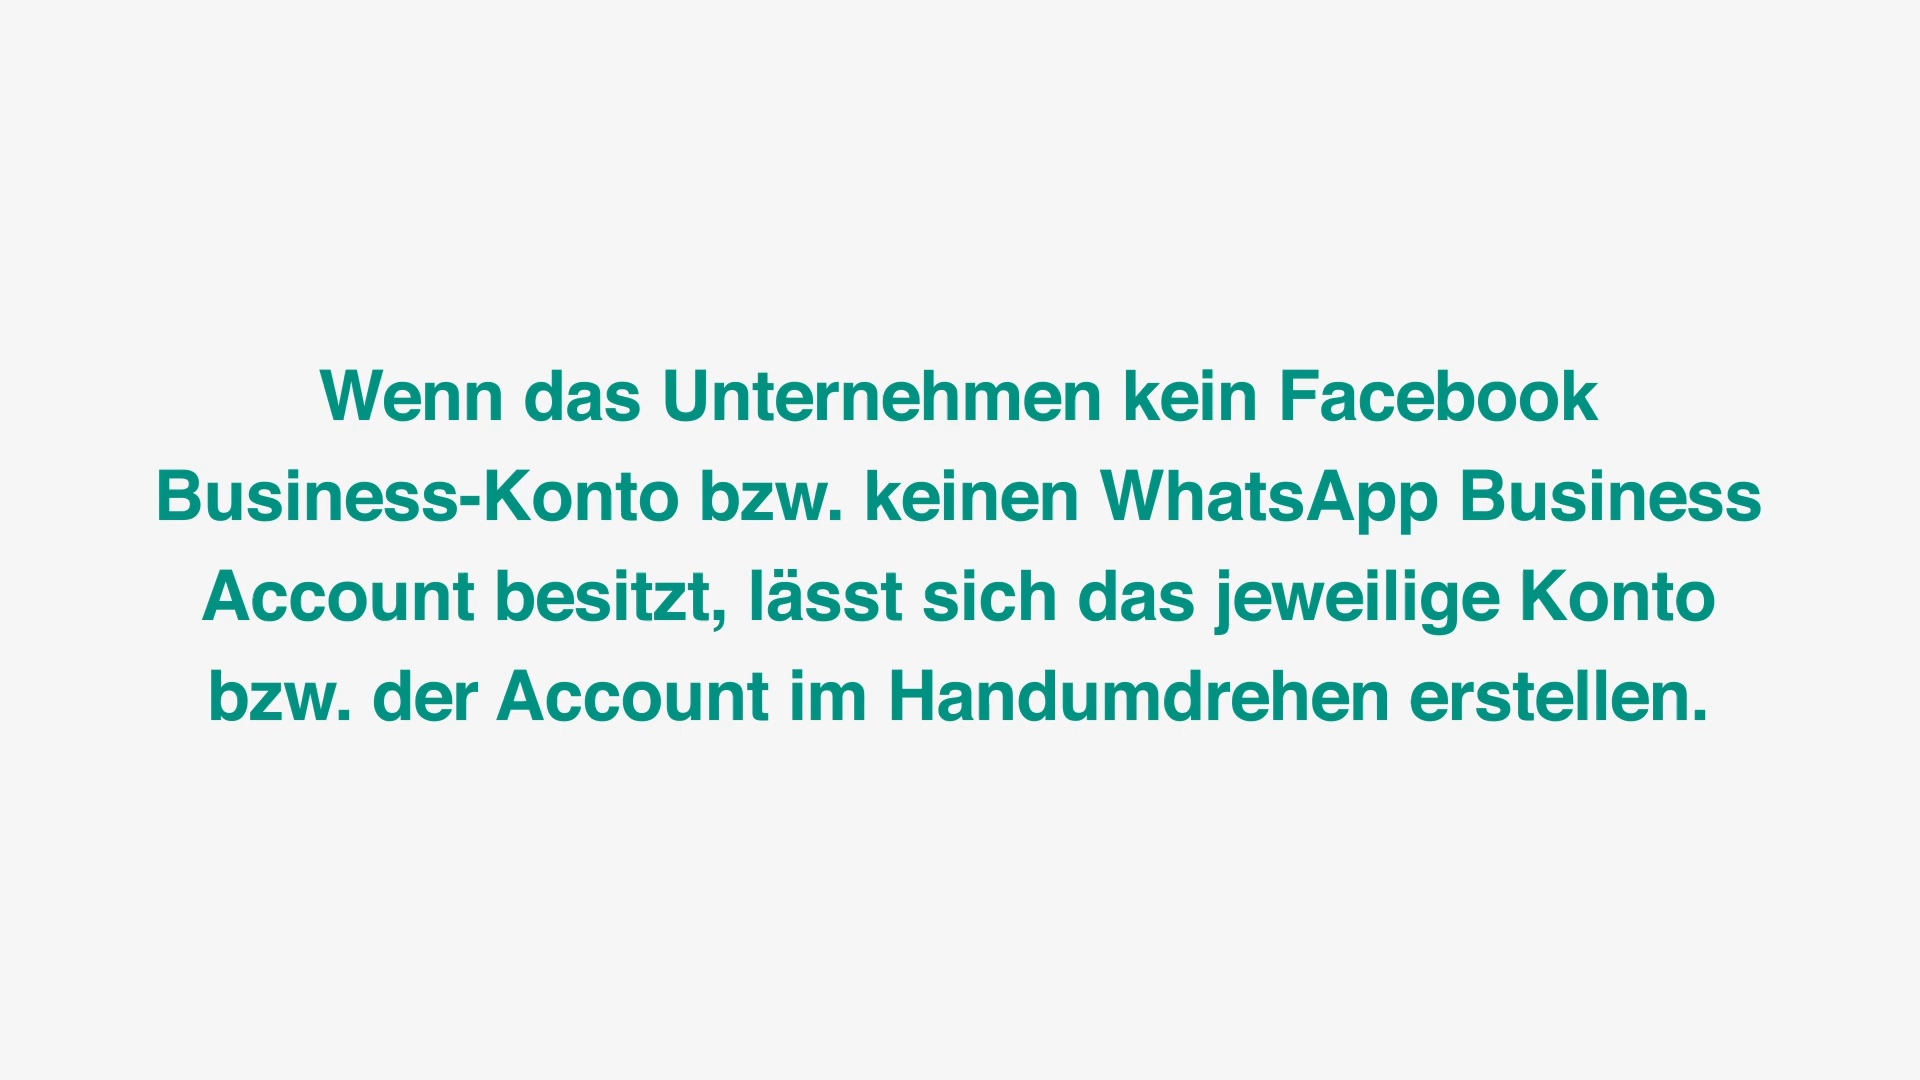 Wenn das Unternehmen kein Facebook
Business-Konto bzw. keinen WhatsApp Business
Account besitzt, lässt sich das jeweilige Konto
bzw. der Account im Handumdrehen erstellen.